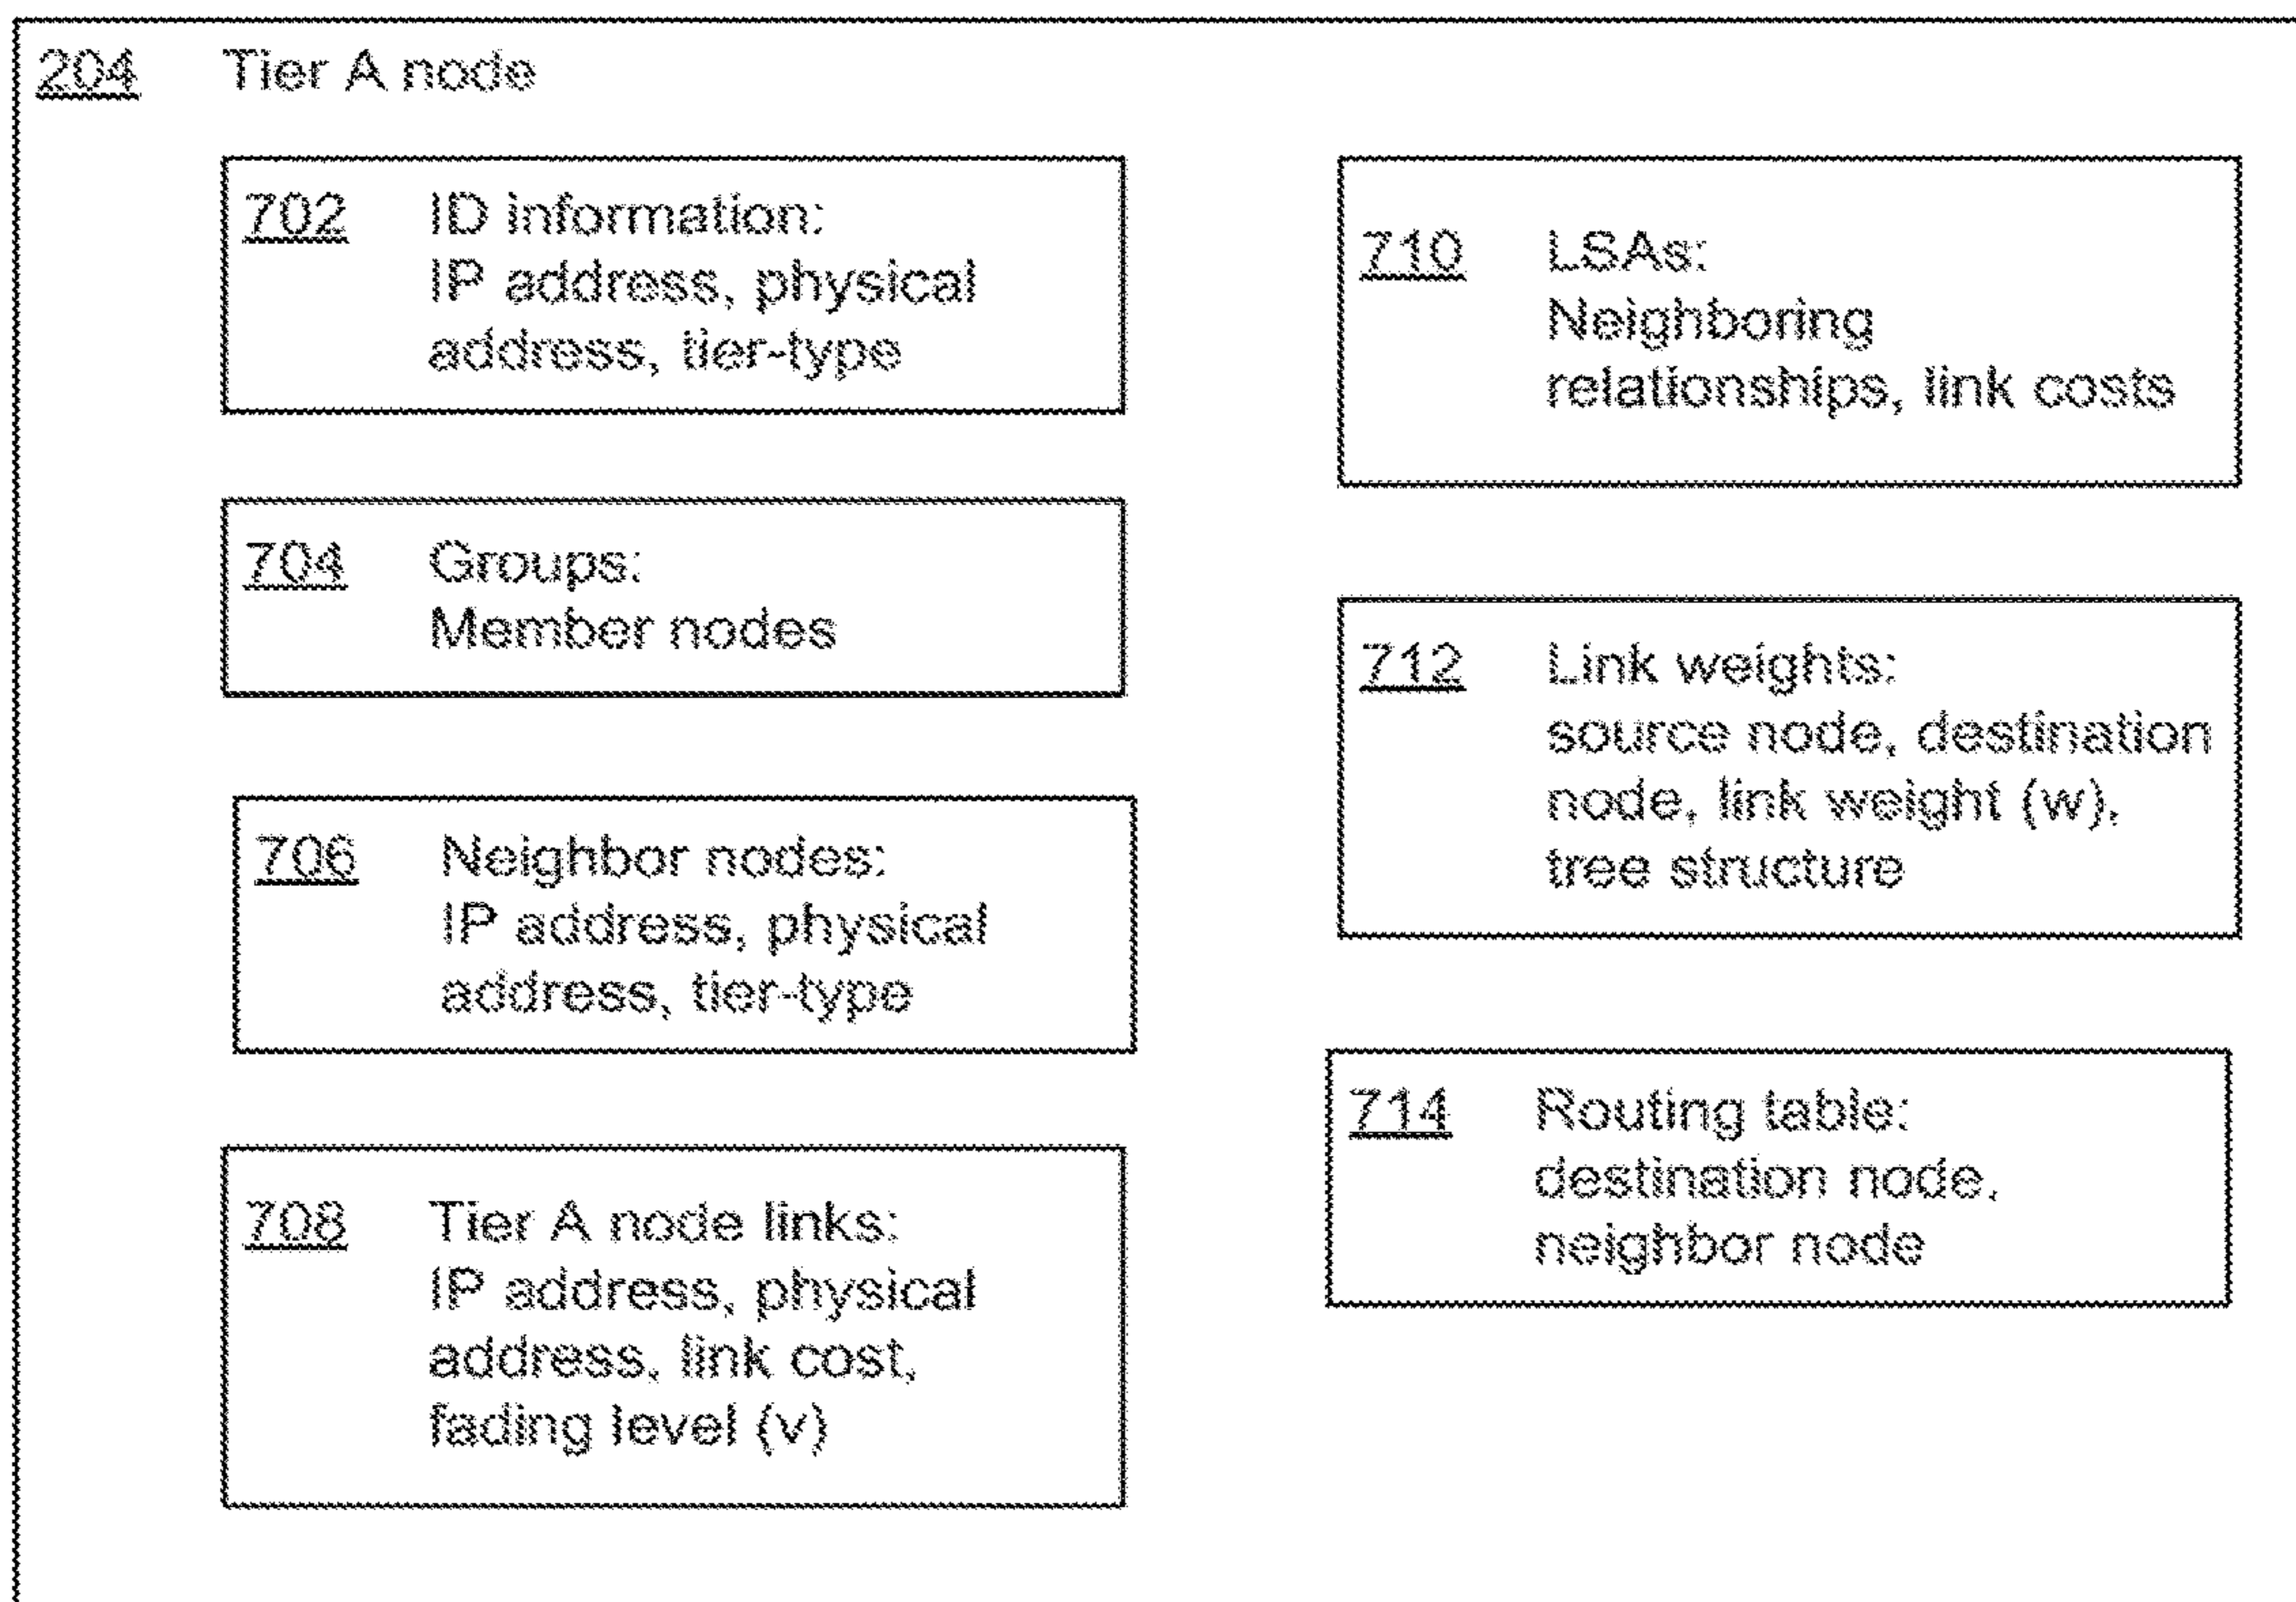 204 Tier A node
702 ID information:
IP address, physical
address, tier-type
704 Groups:
Member nodes
706 Neighbor nodes:
IP address, physical
address, tier-type
708 Tier A node links:
IP address, physical
address, link cost,
fading level (v)
710 LSAs:
Neighboring
relationships, link costs
712 Link weights:
source node, destination
node, link weight (w),
tree structure
714 Routing table:
destination node,
neighbor node